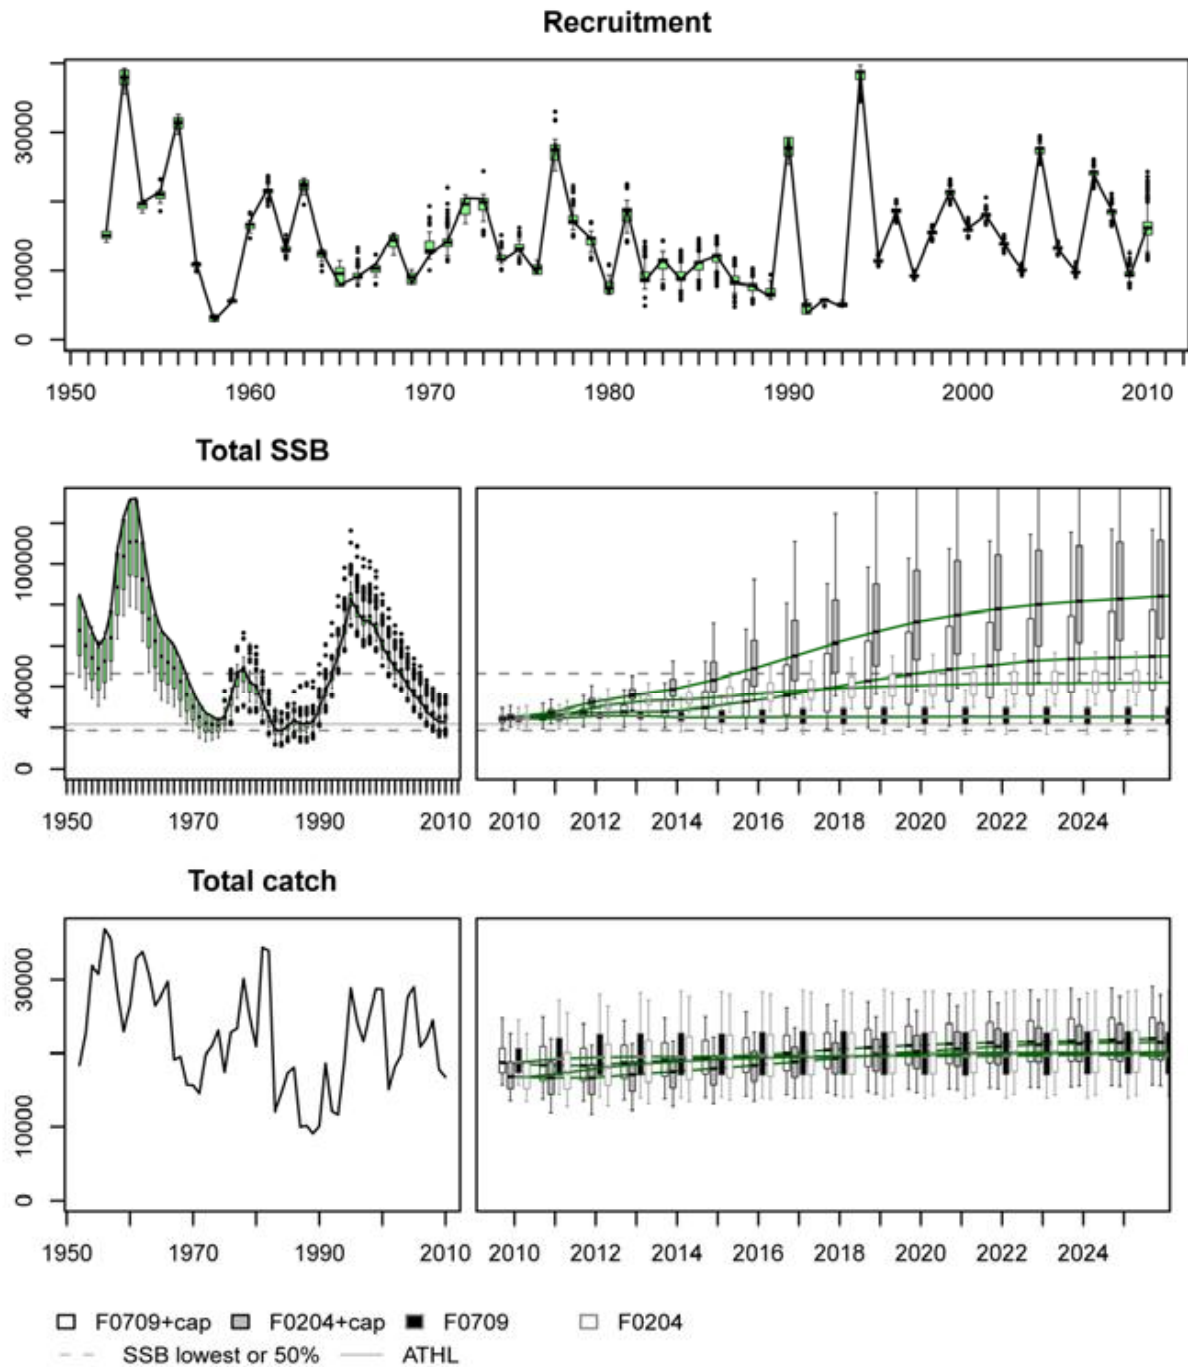 Recruitment
30000
10000
0
1950 1960 1970 1980 1990 2000 2010
Total SSB
100000
40000
0
1950 1970 1990 2010 2010 2012 2014 2016 2018 2020 2022 2024
Total catch
30000
10000
0
1950 1970 1990 2010 2010 2012 2014 2016 2018 2020 2022 2024
F0709+cap F0204+cap F0709 F0204
SSB lowest or 50% ATHL